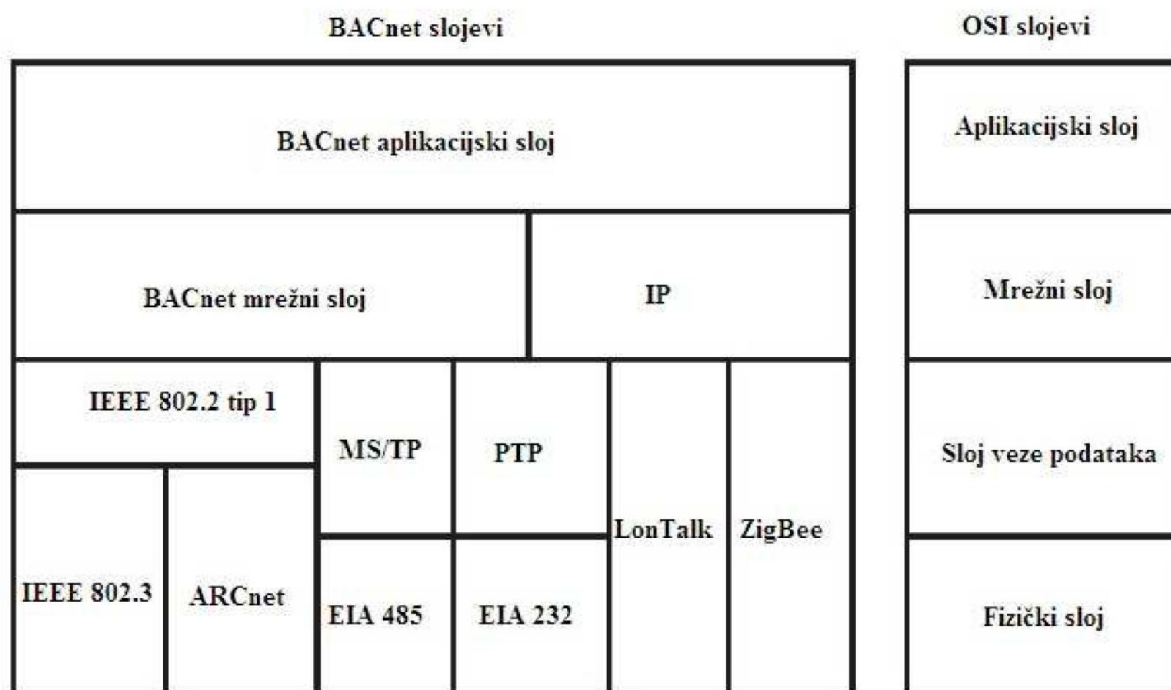 BACnet slojevi
OSI slojevi
BACnet aplikacijski sloj
Aplikacijski sloj
BACnet mrežni sloj
IP
Mrežni sloj
IEEE 802.2 tip 1
MS/TP
PTP
LonTalk
ZigBee
Sloj veze podataka
IEEE 802.3
ARCnet
EIA 485
EIA 232
Fizički sloj